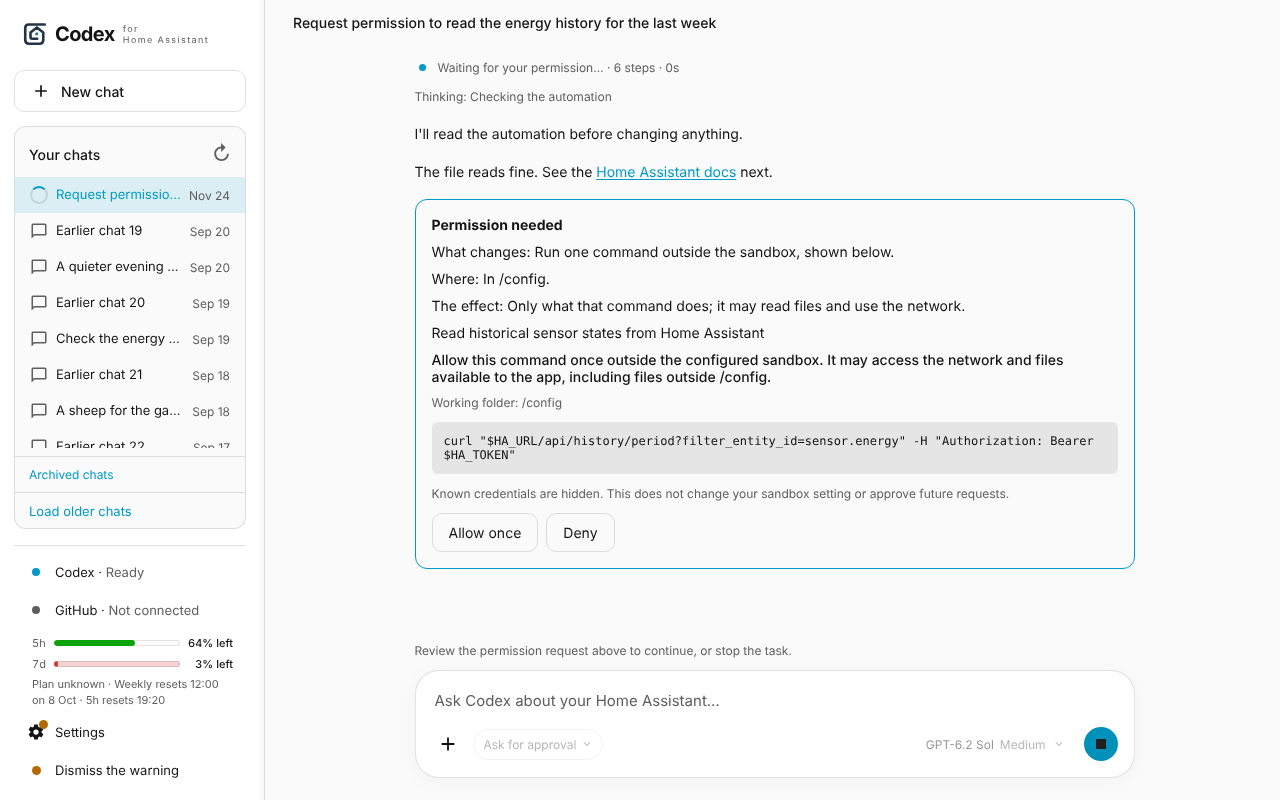 Codex for Home Assistant
New chat
Your chats
Request permissio... Nov 24
Earlier chat 19 Sep 20
A quieter evening ... Sep 20
Earlier chat 20 Sep 19
Check the energy ... Sep 19
Earlier chat 21 Sep 18
A sheep for the ga... Sep 18
Earlier chat 22 Sep 17
Archived chats
Load older chats
Codex · Ready
GitHub · Not connected
5h 64% left
7d 3% left
Plan unknown · Weekly resets 12:00
on 8 Oct · 5h resets 19:20
Settings
Dismiss the warning
Request permission to read the energy history for the last week
Waiting for your permission... · 6 steps · 0s
Thinking: Checking the automation
I'll read the automation before changing anything.
The file reads fine. See the Home Assistant docs next.
Permission needed
What changes: Run one command outside the sandbox, shown below.
Where: In /config.
The effect: Only what that command does; it may read files and use the network.
Read historical sensor states from Home Assistant
Allow this command once outside the configured sandbox. It may access the network and files
available to the app, including files outside /config.
Working folder: /config
curl "$HA_URL/api/history/period?filter_entity_id=sensor.energy" -H "Authorization: Bearer
$HA_TOKEN"
Known credentials are hidden. This does not change your sandbox setting or approve future requests.
Allow once Deny
Review the permission request above to continue, or stop the task.
Ask Codex about your Home Assistant...
Ask for approval GPT-6.2 Sol Medium